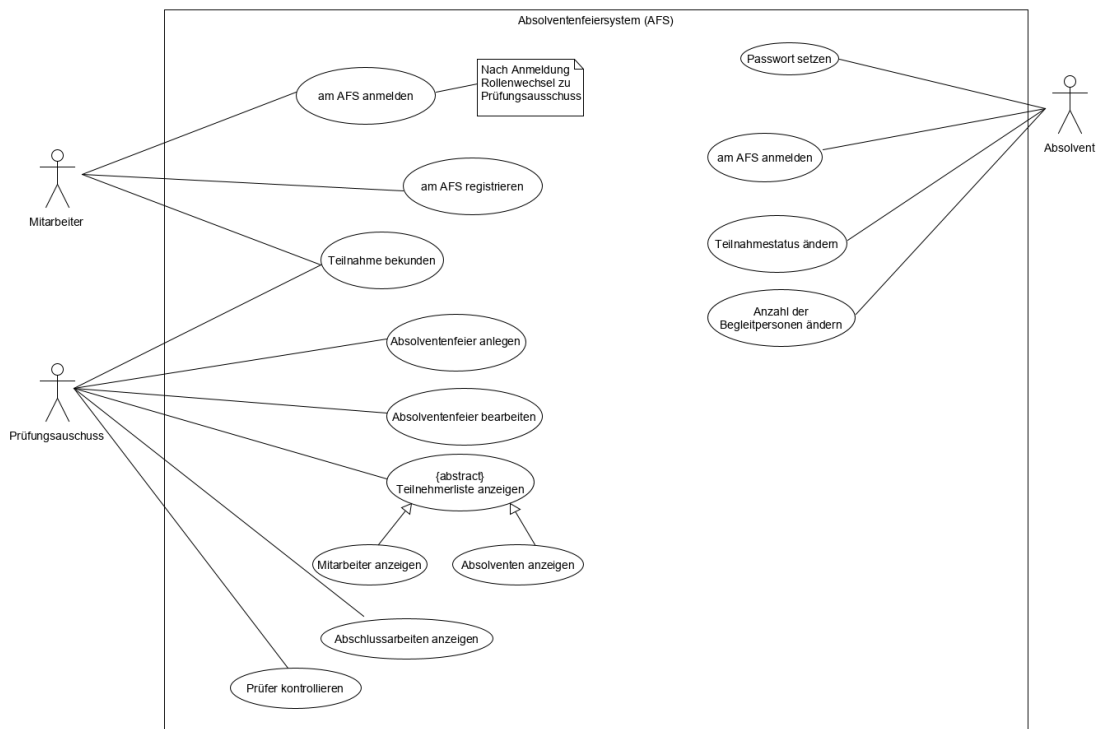 Absolventenfeiersystem (AFS)
Passwort setzen
Nach Anmeldung
Rollenwechsel zu
Prüfungsausschuss
am AFS anmelden
Absolvent
am AFS anmelden
am AFS registrieren
Mitarbeiter
Teilnahmestatus ändern
Teilnahme bekunden
Anzahl der
Begleitpersonen ändern
Absolventenfeier anlegen
Absolventenfeier bearbeiten
Prüfungsauschuss
{abstract}
Teilnehmerliste anzeigen
Mitarbeiter anzeigen
Absolventen anzeigen
Abschlussarbeiten anzeigen
Prüfer kontrollieren